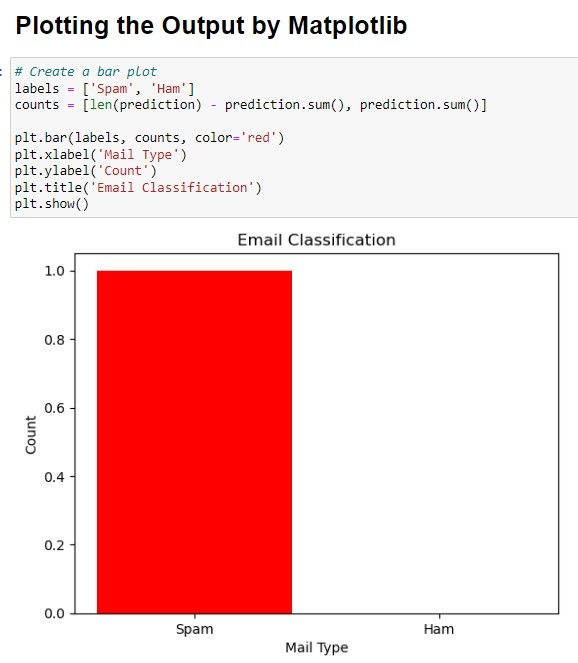 Plotting the Output by Matplotlib
:
# Create a bar plot
labels = ['Spam', 'Ham']
counts = [len(prediction) - prediction.sum(), prediction.sum()]
plt.bar(labels, counts, color='red')
plt.xlabel('Mail Type')
plt.ylabel('Count')
plt.title('Email Classification')
plt.show()
Email Classification
1.0
0.8
0.6
0.4
0.2
0.0
Count
Spam Ham
Mail Type